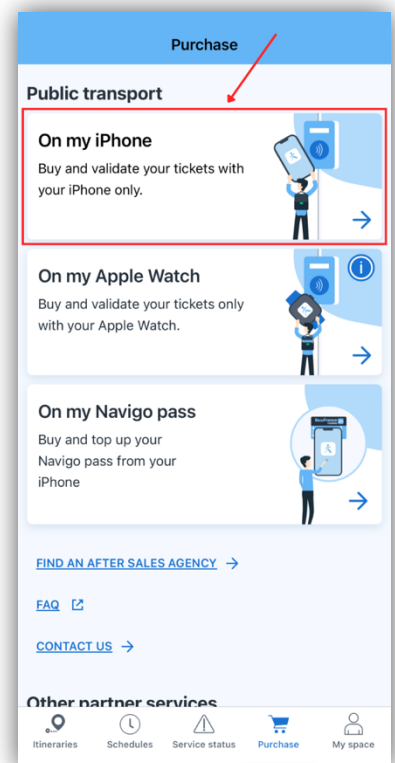 Purchase
Public transport
On my iPhone
Buy and validate your tickets with
your iPhone only.
On my Apple Watch
Buy and validate your tickets only
with your Apple Watch.
On my Navigo pass
Buy and top up your
Navigo pass from your
iPhone
FIND AN AFTER SALES AGENCY
FAQ
CONTACT US
Other partner services
Itineraries Schedules Service status Purchase My space